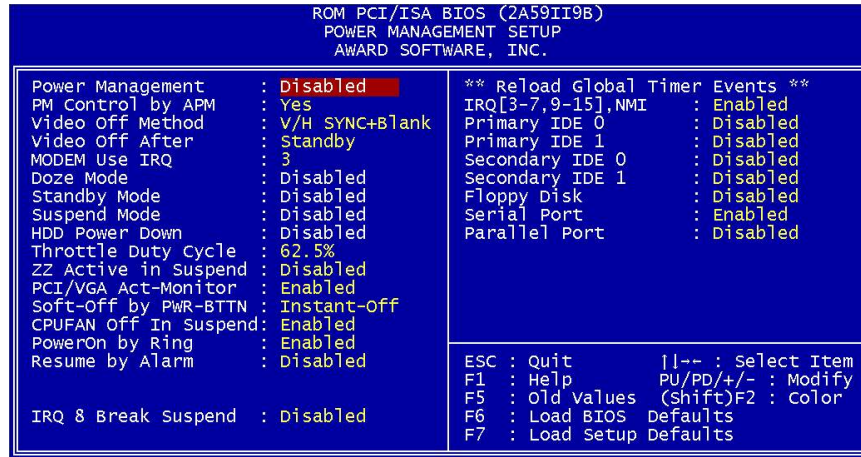 ROM PCI/ISA BIOS (2A59II9B)
POWER MANAGEMENT SETUP
AWARD SOFTWARE, INC.
Power Management : Disabled
PM Control by APM : Yes
Video Off Method : V/H SYNC+Blank
Video Off After : Standby
MODEM Use IRQ : 3
Doze Mode : Disabled
Standby Mode : Disabled
Suspend Mode : Disabled
HDD Power Down : Disabled
Throttle Duty Cycle : 62.5%
ZZ Active in Suspend : Disabled
PCI/VGA Act-Monitor : Enabled
Soft-Off by PWR-BTTN : Instant-Off
CPUFAN Off In Suspend: Enabled
PowerOn by Ring : Enabled
Resume by Alarm : Disabled
IRQ 8 Break Suspend : Disabled
** Reload Global Timer Events **
IRQ[3-7,9-15],NMI : Enabled
Primary IDE 0 : Disabled
Primary IDE 1 : Disabled
Secondary IDE 0 : Disabled
Secondary IDE 1 : Disabled
Floppy Disk : Disabled
Serial Port : Enabled
Parallel Port : Disabled
ESC : Quit ↑↓→← : Select Item
F1 : Help PU/PD/+/- : Modify
F5 : Old Values (Shift)F2 : Color
F6 : Load BIOS Defaults
F7 : Load Setup Defaults